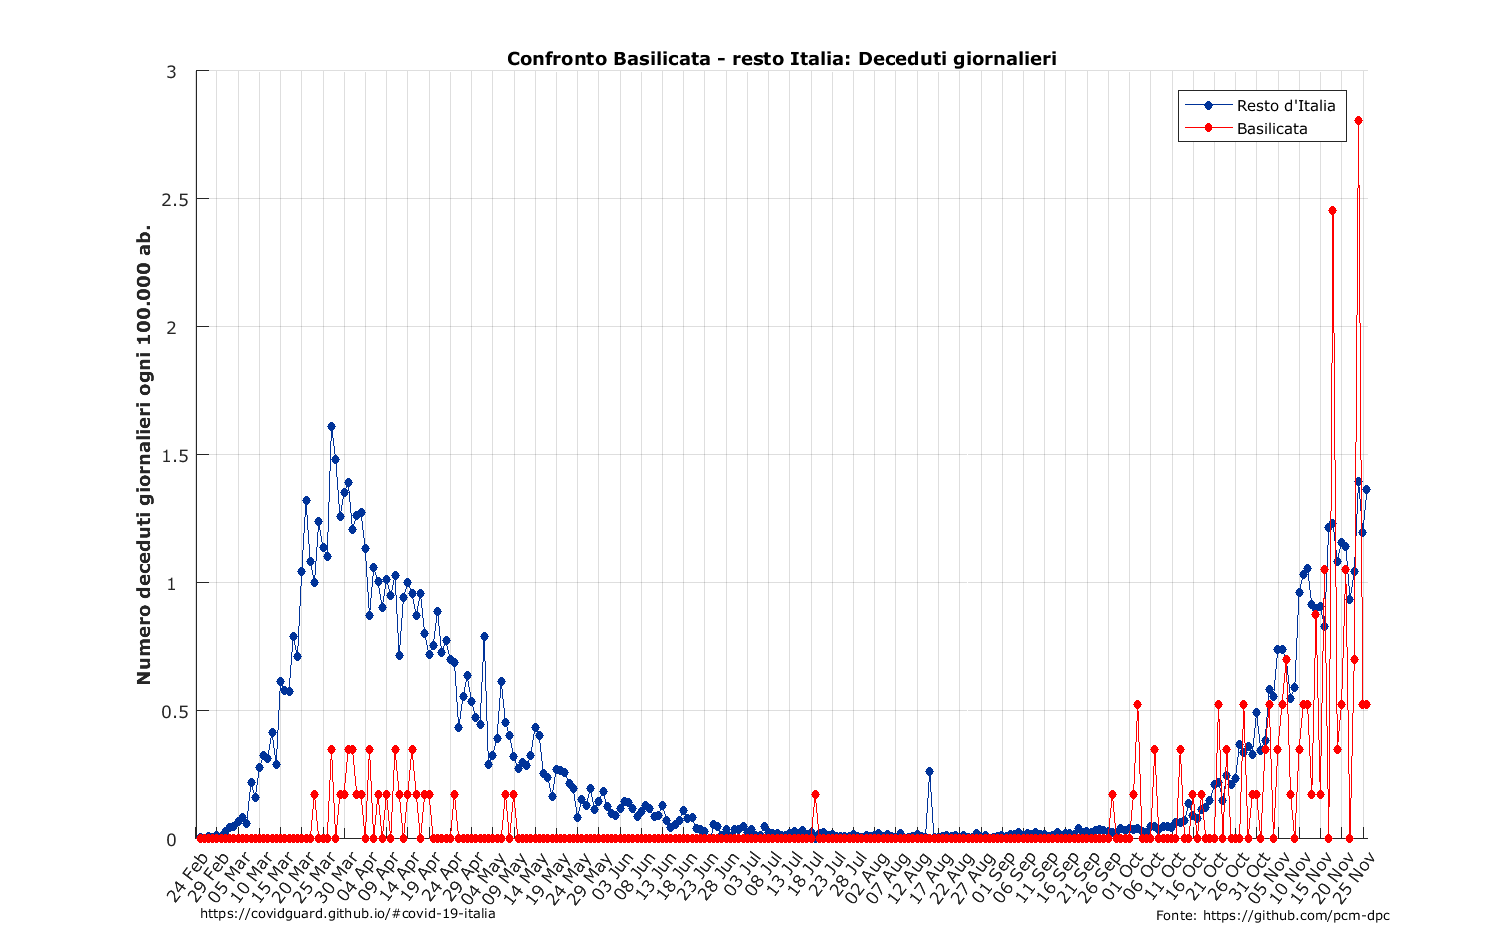 Confronto Basilicata - resto Italia: Deceduti giornalieri
Resto d'Italia
Basilicata
Numero deceduti giornalieri ogni 100.000 ab.
3
2.5
2
1.5
1
0.5
0
24 Feb
29 Feb
05 Mar
10 Mar
15 Mar
20 Mar
25 Mar
30 Mar
04 Apr
09 Apr
14 Apr
19 Apr
24 Apr
29 Apr
04 May
09 May
14 May
19 May
24 May
29 May
03 Jun
08 Jun
13 Jun
18 Jun
23 Jun
28 Jun
03 Jul
08 Jul
13 Jul
18 Jul
23 Jul
28 Jul
02 Aug
07 Aug
12 Aug
17 Aug
22 Aug
27 Aug
01 Sep
06 Sep
11 Sep
16 Sep
21 Sep
26 Sep
01 Oct
06 Oct
11 Oct
16 Oct
21 Oct
26 Oct
31 Oct
05 Nov
10 Nov
15 Nov
20 Nov
25 Nov
https://covidguard.github.io/#covid-19-italia
Fonte: https://github.com/pcm-dpc